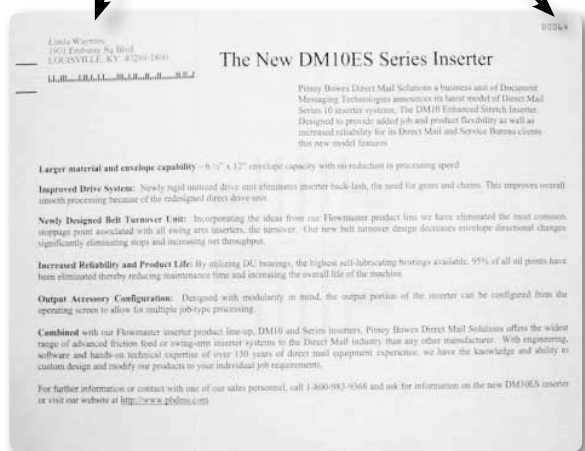 00064
Linda Waymire
1901 Embassy Sq Blvd
LOUISVILLE KY 40299-1800
The New DM10ES Series Inserter
Pitney Bowes Direct Mail Solutions a business unit of Document
Messaging Technologies announces its latest model of Direct Mail
Series 10 inserter systems, The DM10 Enhanced Stretch Inserter.
Designed to provide added job and product flexibility as well as
increased reliability for its Direct Mail and Service Bureau clients
this new model features
Larger material and envelope capability – 6 ½" x 12" envelope capacity with no reduction in processing speed
Improved Drive System: Newly rigid unitized drive unit eliminates inserter back-lash, the need for gears and chains. This improves overall
smooth processing because of the redesigned direct drive unit.
Newly Designed Belt Turnover Unit: Incorporating the ideas from our Flowmaster product line we have eliminated the most common
stoppage point associated with all swing arm inserters, the turnover. Our new belt turnover design decreases envelope directional changes
significantly eliminating stops and increasing net throughput.
Increased Reliability and Product Life: By utilizing DU bearings, the highest self-lubricating bearings available, 95% of all oil points have
been eliminated thereby reducing maintenance time and increasing the overall life of the machine.
Output Accessory Configuration: Designed with modularity in mind, the output portion of the inserter can be configured from the
operating screen to allow for multiple job-type processing.
Combined with our Flowmaster inserter product line-up, DM10 and Series inserters, Pitney Bowes Direct Mail Solutions offers the widest
range of advanced friction feed or swing-arm inserter systems to the Direct Mail industry than any other manufacturer. With engineering,
software and hands-on technical expertise of over 150 years of direct mail equipment experience, we have the knowledge and ability to
custom design and modify our products to your individual job requirements.
For further information or contact with one of our sales personnel, call 1-800-983-9368 and ask for information on the new DM10ES inserter
or visit our website at http://www.pbdms.com